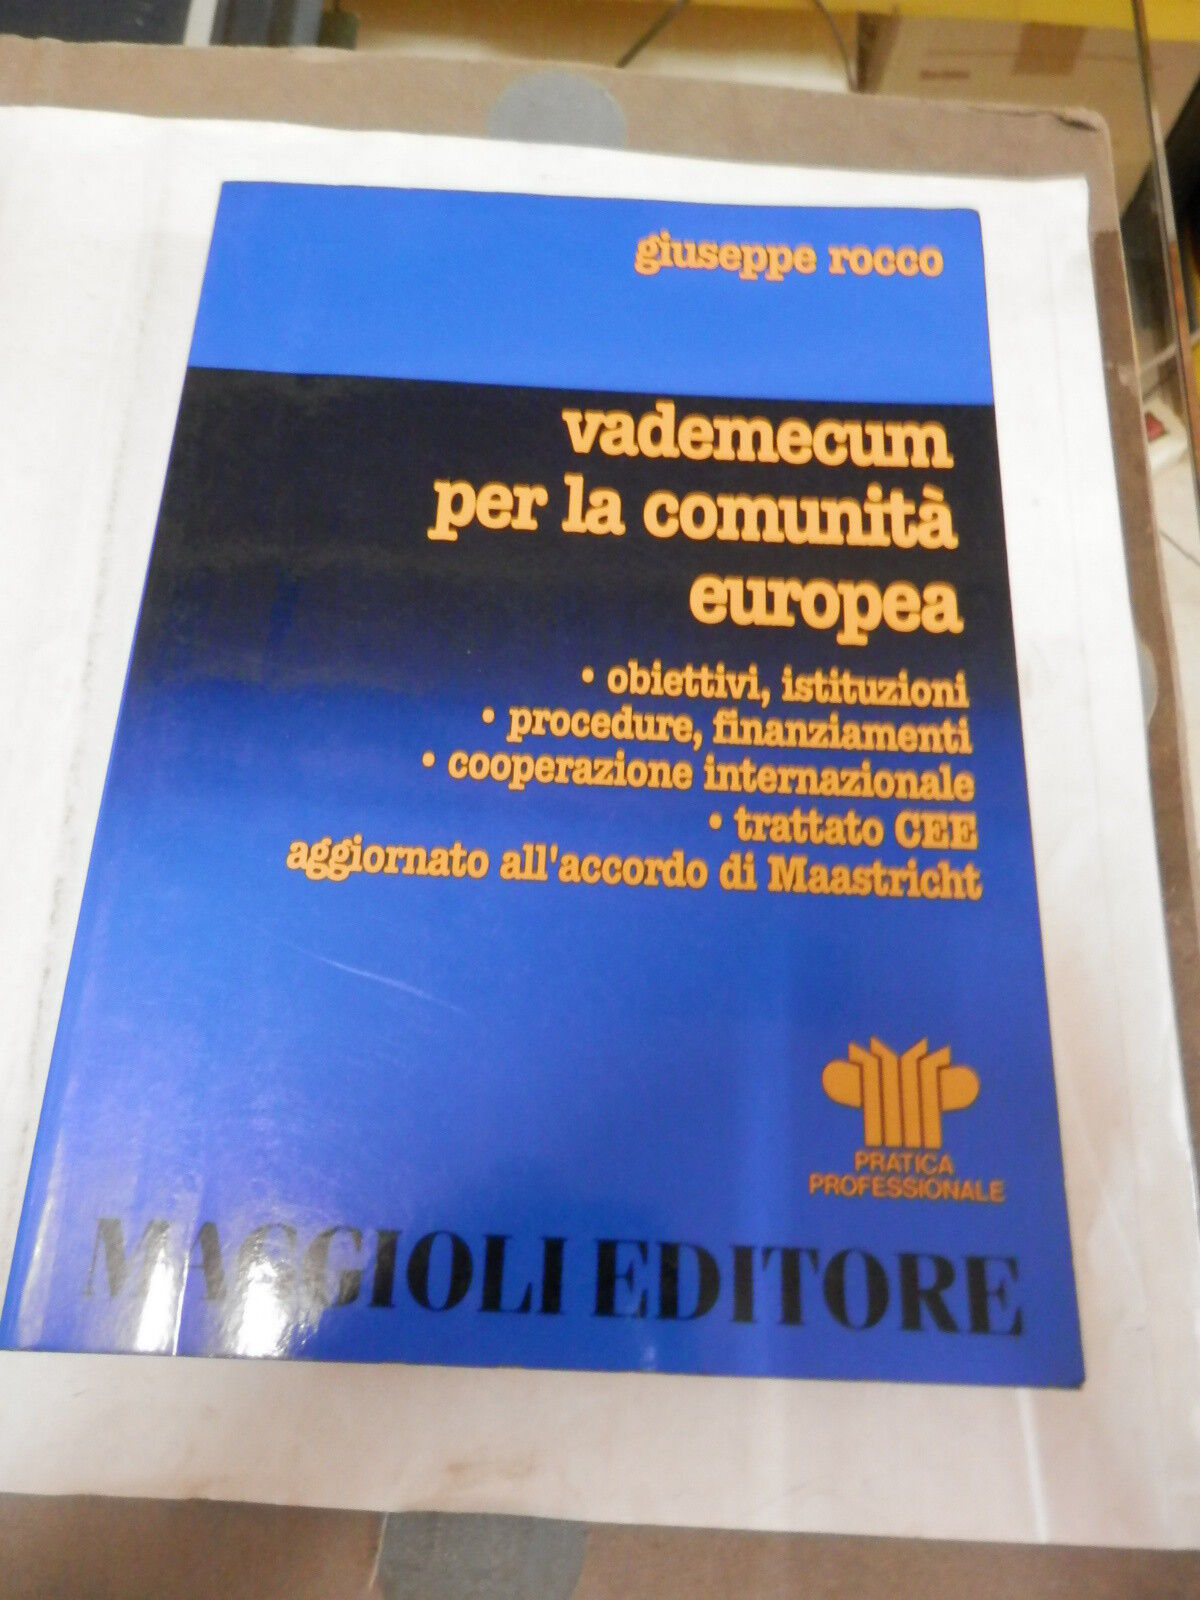 giuseppe rocco
vademecum
per la comunità
europea
• obiettivi, istituzioni
• procedure, finanziamenti
• cooperazione internazionale
• trattato CEE
aggiornato all'accordo di Maastricht
PRATICA
PROFESSIONALE
MAGGIOLI EDITORE